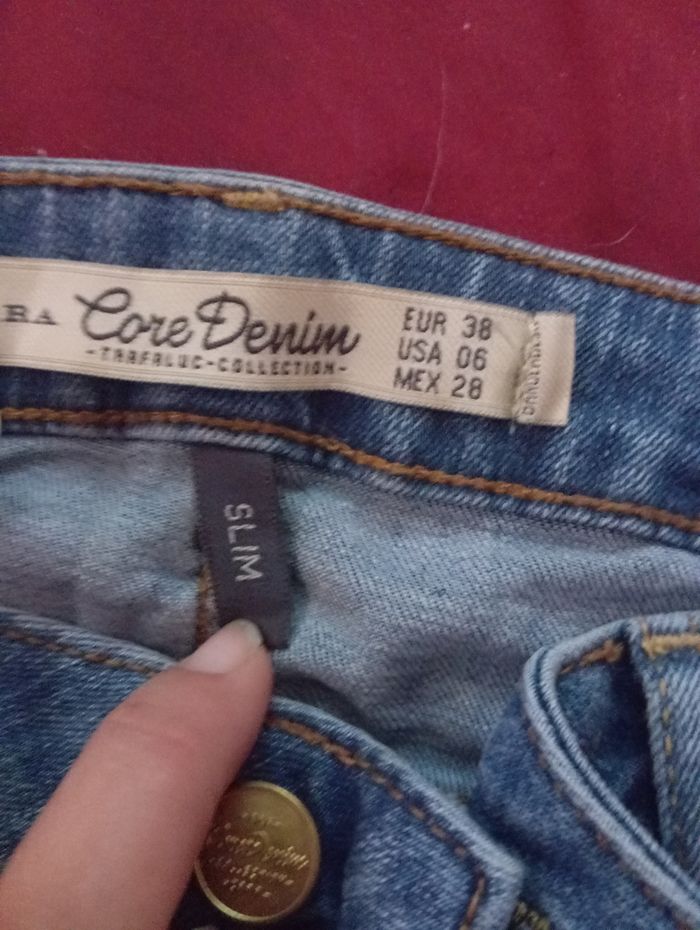 RA
Core Denim
-TRAFALUC-COLLECTION-
EUR 38
USA 06
MEX 28
SLIM